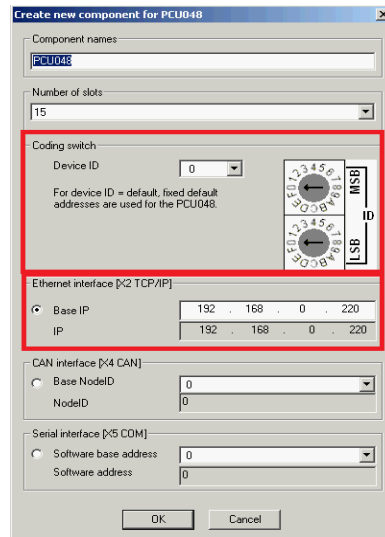 Create new component for PCU048
Component names
PCU048
Number of slots
15
Coding switch
Device ID
0
For device ID = default, fixed default
addresses are used for the PCU048.
MSB
LSB
ID
Ethernet interface [X2 TCP/IP]
Base IP
192 . 168 . 0 . 220
IP
192 . 168 . 0 . 220
CAN interface [X4 CAN]
Base NodeID
0
NodeID
0
Serial interface [X5 COM]
Software base address
0
Software address
0
OK
Cancel